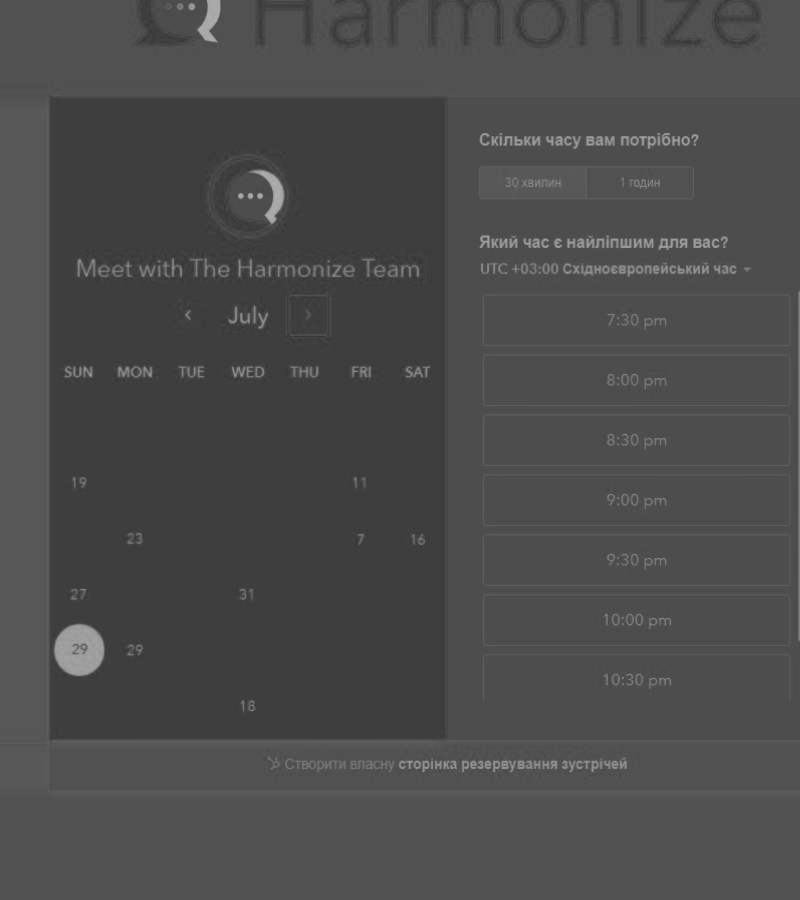 Harmonize
Meet with The Harmonize Team
July
SUN MON TUE WED THU FRI SAT
19 11
23 7 16
27 31
29 29
18
Скільки часу вам потрібно?
30 хвилин 1 годин
Який час є найліпшим для вас?
UTC +03:00 Східноєвропейський час
7:30 pm
8:00 pm
8:30 pm
9:00 pm
9:30 pm
10:00 pm
10:30 pm
Створити власну сторінка резервування зустрічей